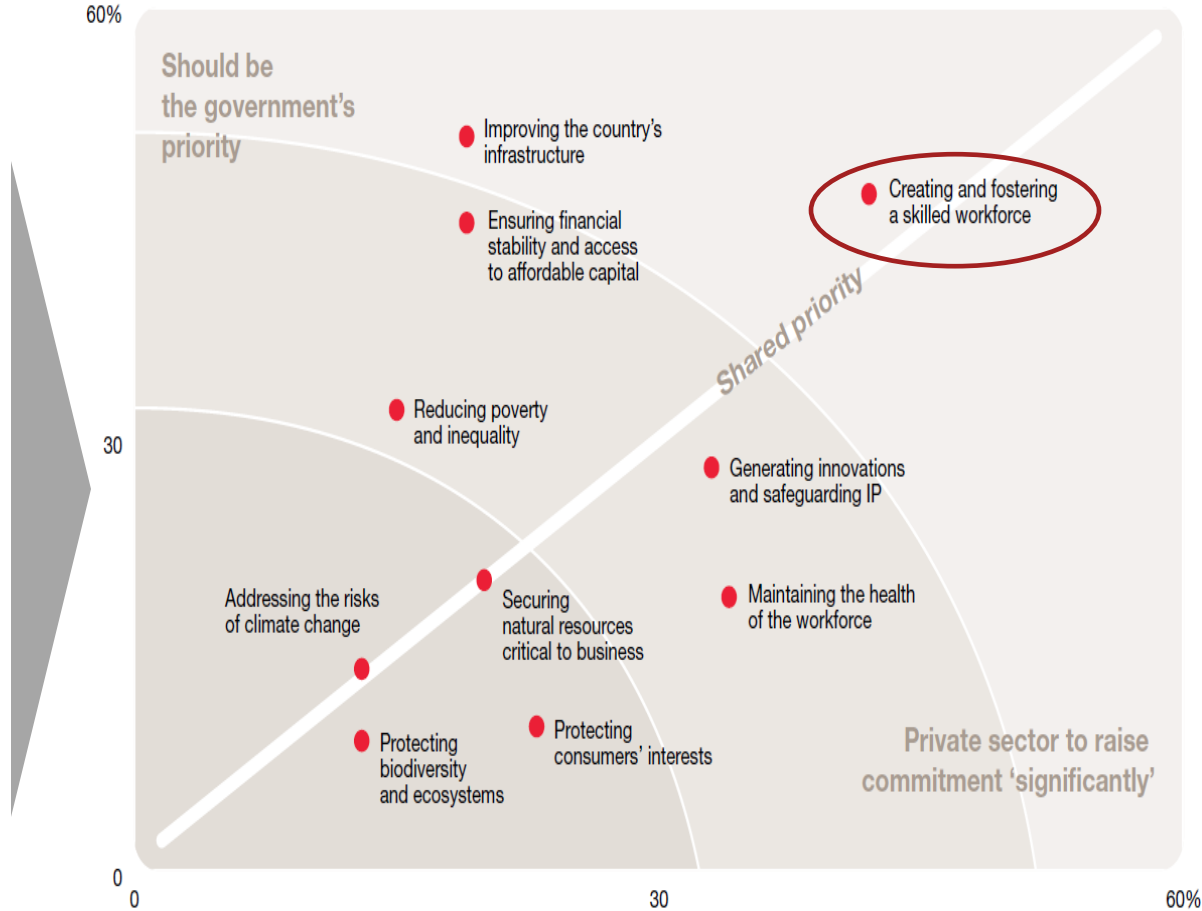 60%
Should be
the government's
priority
Improving the country's
infrastructure
Creating and fostering
a skilled workforce
Ensuring financial
stability and access
to affordable capital
Shared priority
Reducing poverty
and inequality
30
Generating innovations
and safeguarding IP
Addressing the risks
of climate change
Securing
natural resources
critical to business
Maintaining the health
of the workforce
Protecting
biodiversity
and ecosystems
Protecting
consumers' interests
Private sector to raise
commitment 'significantly'
0
0
30
60%